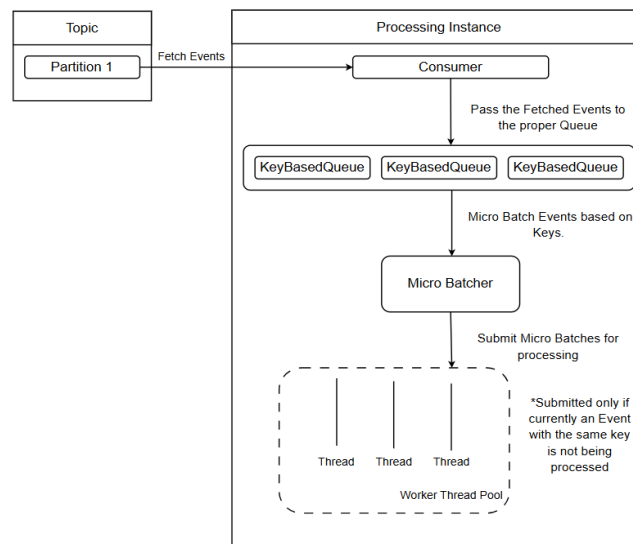 Topic
Processing Instance
Partition 1
Fetch Events
Consumer
Pass the Fetched Events to
the proper Queue
KeyBasedQueue
KeyBasedQueue
KeyBasedQueue
Micro Batch Events based on
Keys.
Micro Batcher
Submit Micro Batches for
processing
*Submitted only if
currently an Event
with the same key
is not being
processed
Thread
Thread
Thread
Worker Thread Pool